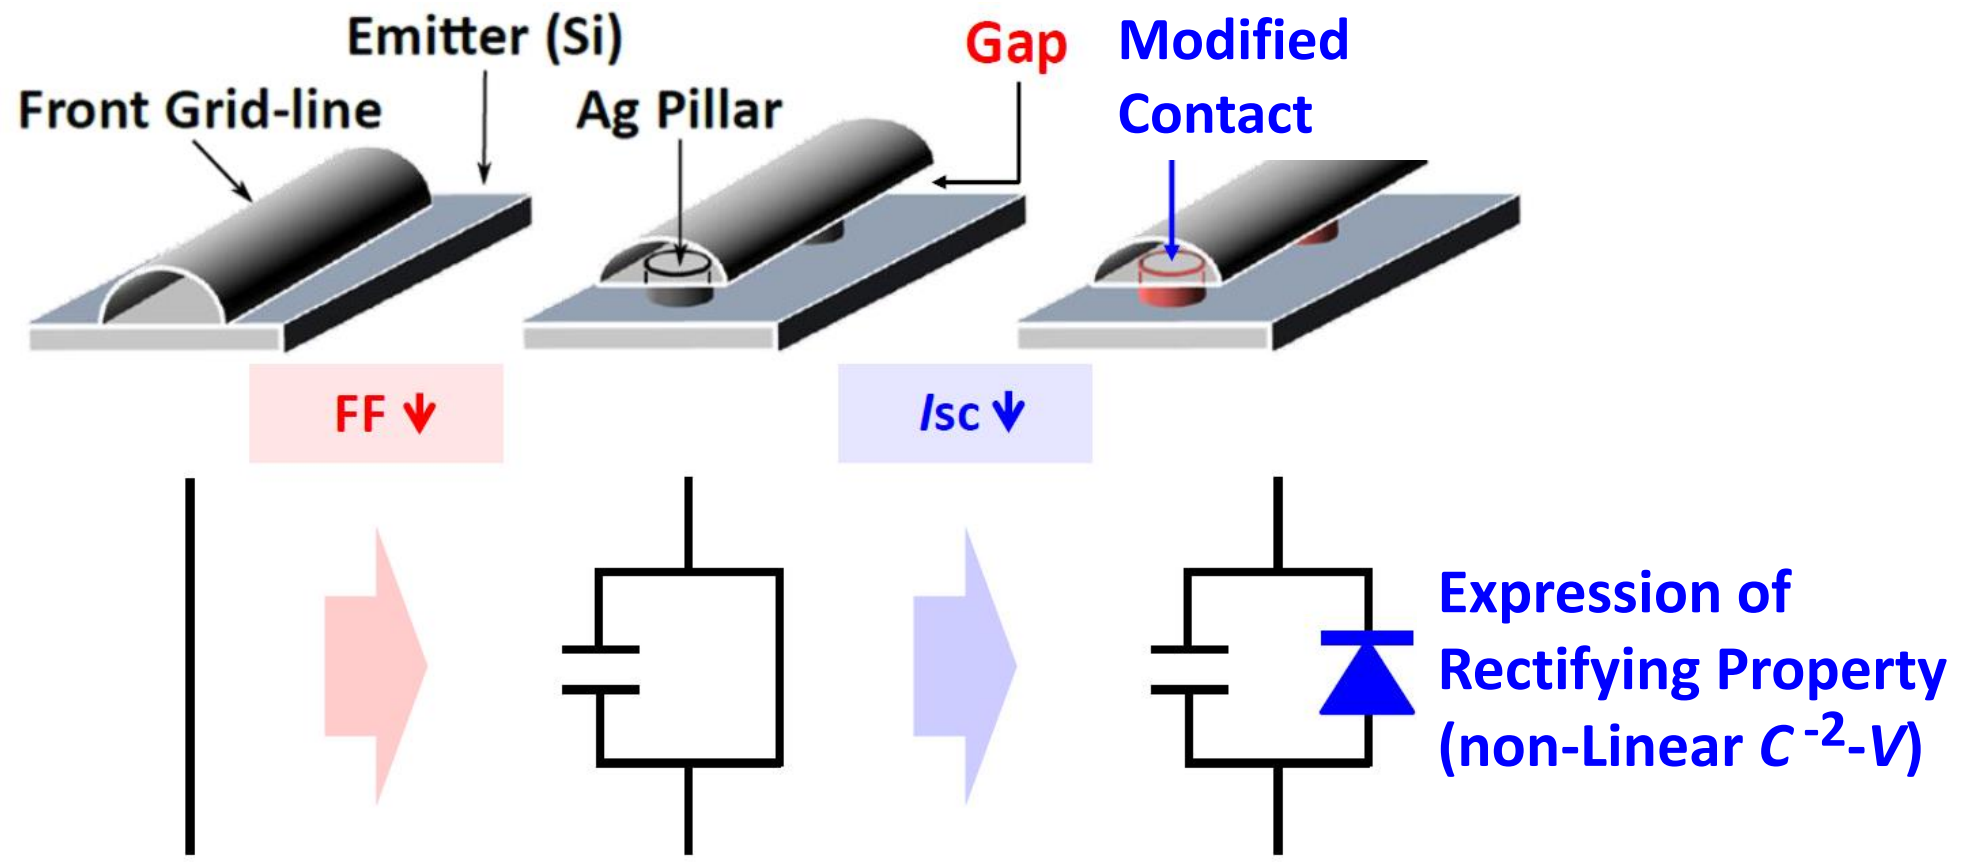 Emitter (Si)
Front Grid-line
Ag Pillar
Gap
Modified
Contact
FF ↓
Isc ↓
Expression of
Rectifying Property
(non-Linear C⁻²-V)